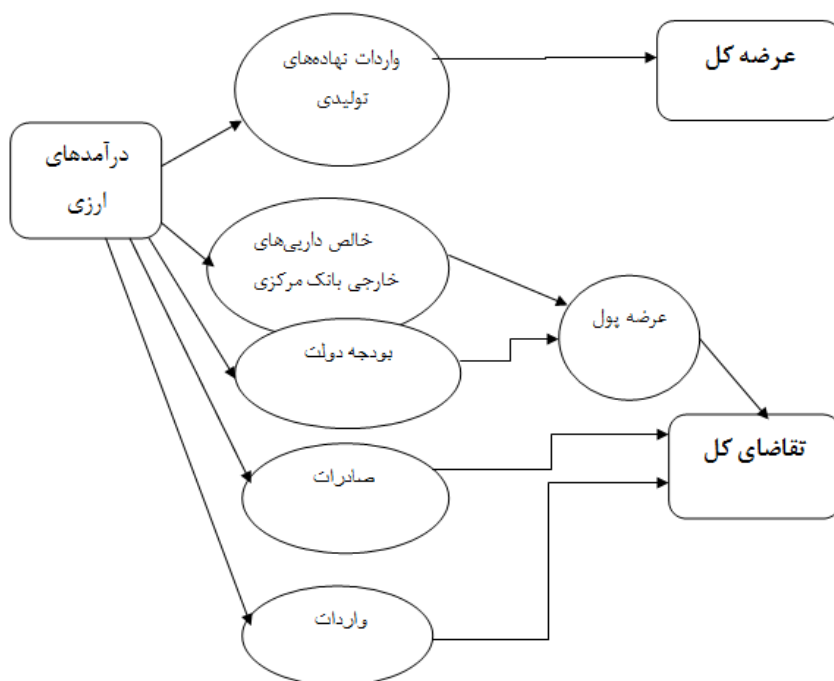 واردات نهاده‌های
تولیدی
عرضه کل
درآمدهای
ارزی
خالص داریی‌های
خارجی بانک مرکزی
عرضه پول
بودجه دولت
تقاضای کل
صادرات
واردات